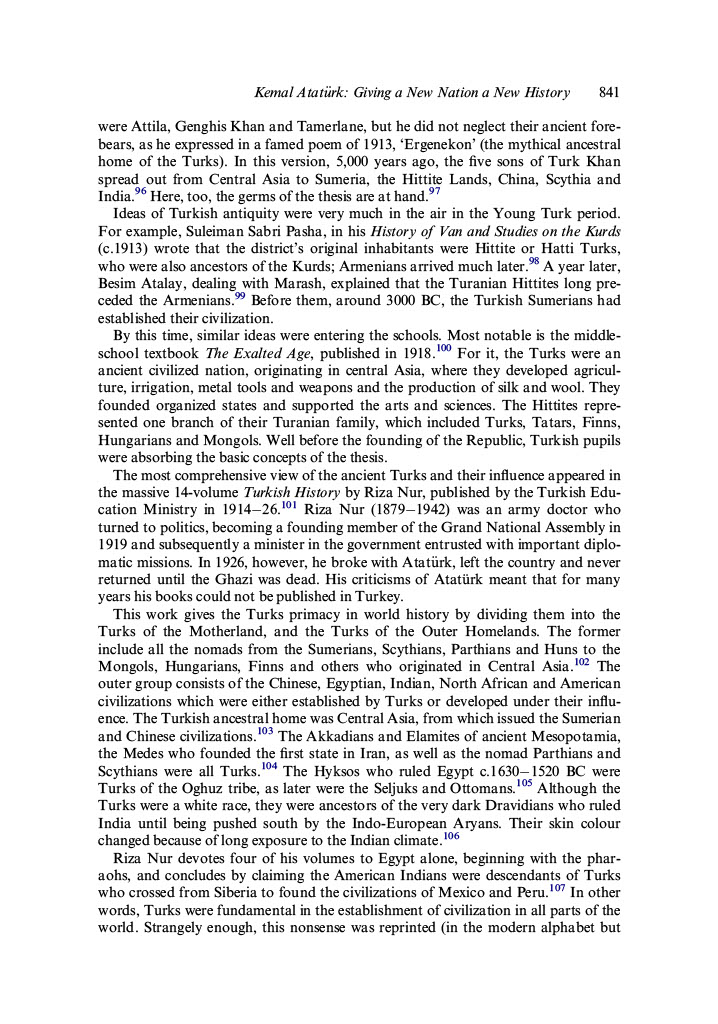 Kemal Atatürk: Giving a New Nation a New History 841
were Attila, Genghis Khan and Tamerlane, but he did not neglect their ancient fore-
bears, as he expressed in a famed poem of 1913, ‘Ergenekon’ (the mythical ancestral
home of the Turks). In this version, 5,000 years ago, the five sons of Turk Khan
spread out from Central Asia to Sumeria, the Hittite Lands, China, Scythia and
India.96 Here, too, the germs of the thesis are at hand.97
Ideas of Turkish antiquity were very much in the air in the Young Turk period.
For example, Suleiman Sabri Pasha, in his History of Van and Studies on the Kurds
(c.1913) wrote that the district’s original inhabitants were Hittite or Hatti Turks,
who were also ancestors of the Kurds; Armenians arrived much later.98 A year later,
Besim Atalay, dealing with Marash, explained that the Turanian Hittites long pre-
ceded the Armenians.99 Before them, around 3000 BC, the Turkish Sumerians had
established their civilization.
By this time, similar ideas were entering the schools. Most notable is the middle-
school textbook The Exalted Age, published in 1918.100 For it, the Turks were an
ancient civilized nation, originating in central Asia, where they developed agricul-
ture, irrigation, metal tools and weapons and the production of silk and wool. They
founded organized states and supported the arts and sciences. The Hittites repre-
sented one branch of their Turanian family, which included Turks, Tatars, Finns,
Hungarians and Mongols. Well before the founding of the Republic, Turkish pupils
were absorbing the basic concepts of the thesis.
The most comprehensive view of the ancient Turks and their influence appeared in
the massive 14-volume Turkish History by Riza Nur, published by the Turkish Edu-
cation Ministry in 1914–26.101 Riza Nur (1879–1942) was an army doctor who
turned to politics, becoming a founding member of the Grand National Assembly in
1919 and subsequently a minister in the government entrusted with important diplo-
matic missions. In 1926, however, he broke with Atatürk, left the country and never
returned until the Ghazi was dead. His criticisms of Atatürk meant that for many
years his books could not be published in Turkey.
This work gives the Turks primacy in world history by dividing them into the
Turks of the Motherland, and the Turks of the Outer Homelands. The former
include all the nomads from the Sumerians, Scythians, Parthians and Huns to the
Mongols, Hungarians, Finns and others who originated in Central Asia.102 The
outer group consists of the Chinese, Egyptian, Indian, North African and American
civilizations which were either established by Turks or developed under their influ-
ence. The Turkish ancestral home was Central Asia, from which issued the Sumerian
and Chinese civilizations.103 The Akkadians and Elamites of ancient Mesopotamia,
the Medes who founded the first state in Iran, as well as the nomad Parthians and
Scythians were all Turks.104 The Hyksos who ruled Egypt c.1630–1520 BC were
Turks of the Oghuz tribe, as later were the Seljuks and Ottomans.105 Although the
Turks were a white race, they were ancestors of the very dark Dravidians who ruled
India until being pushed south by the Indo-European Aryans. Their skin colour
changed because of long exposure to the Indian climate.106
Riza Nur devotes four of his volumes to Egypt alone, beginning with the phar-
aohs, and concludes by claiming the American Indians were descendants of Turks
who crossed from Siberia to found the civilizations of Mexico and Peru.107 In other
words, Turks were fundamental in the establishment of civilization in all parts of the
world. Strangely enough, this nonsense was reprinted (in the modern alphabet but